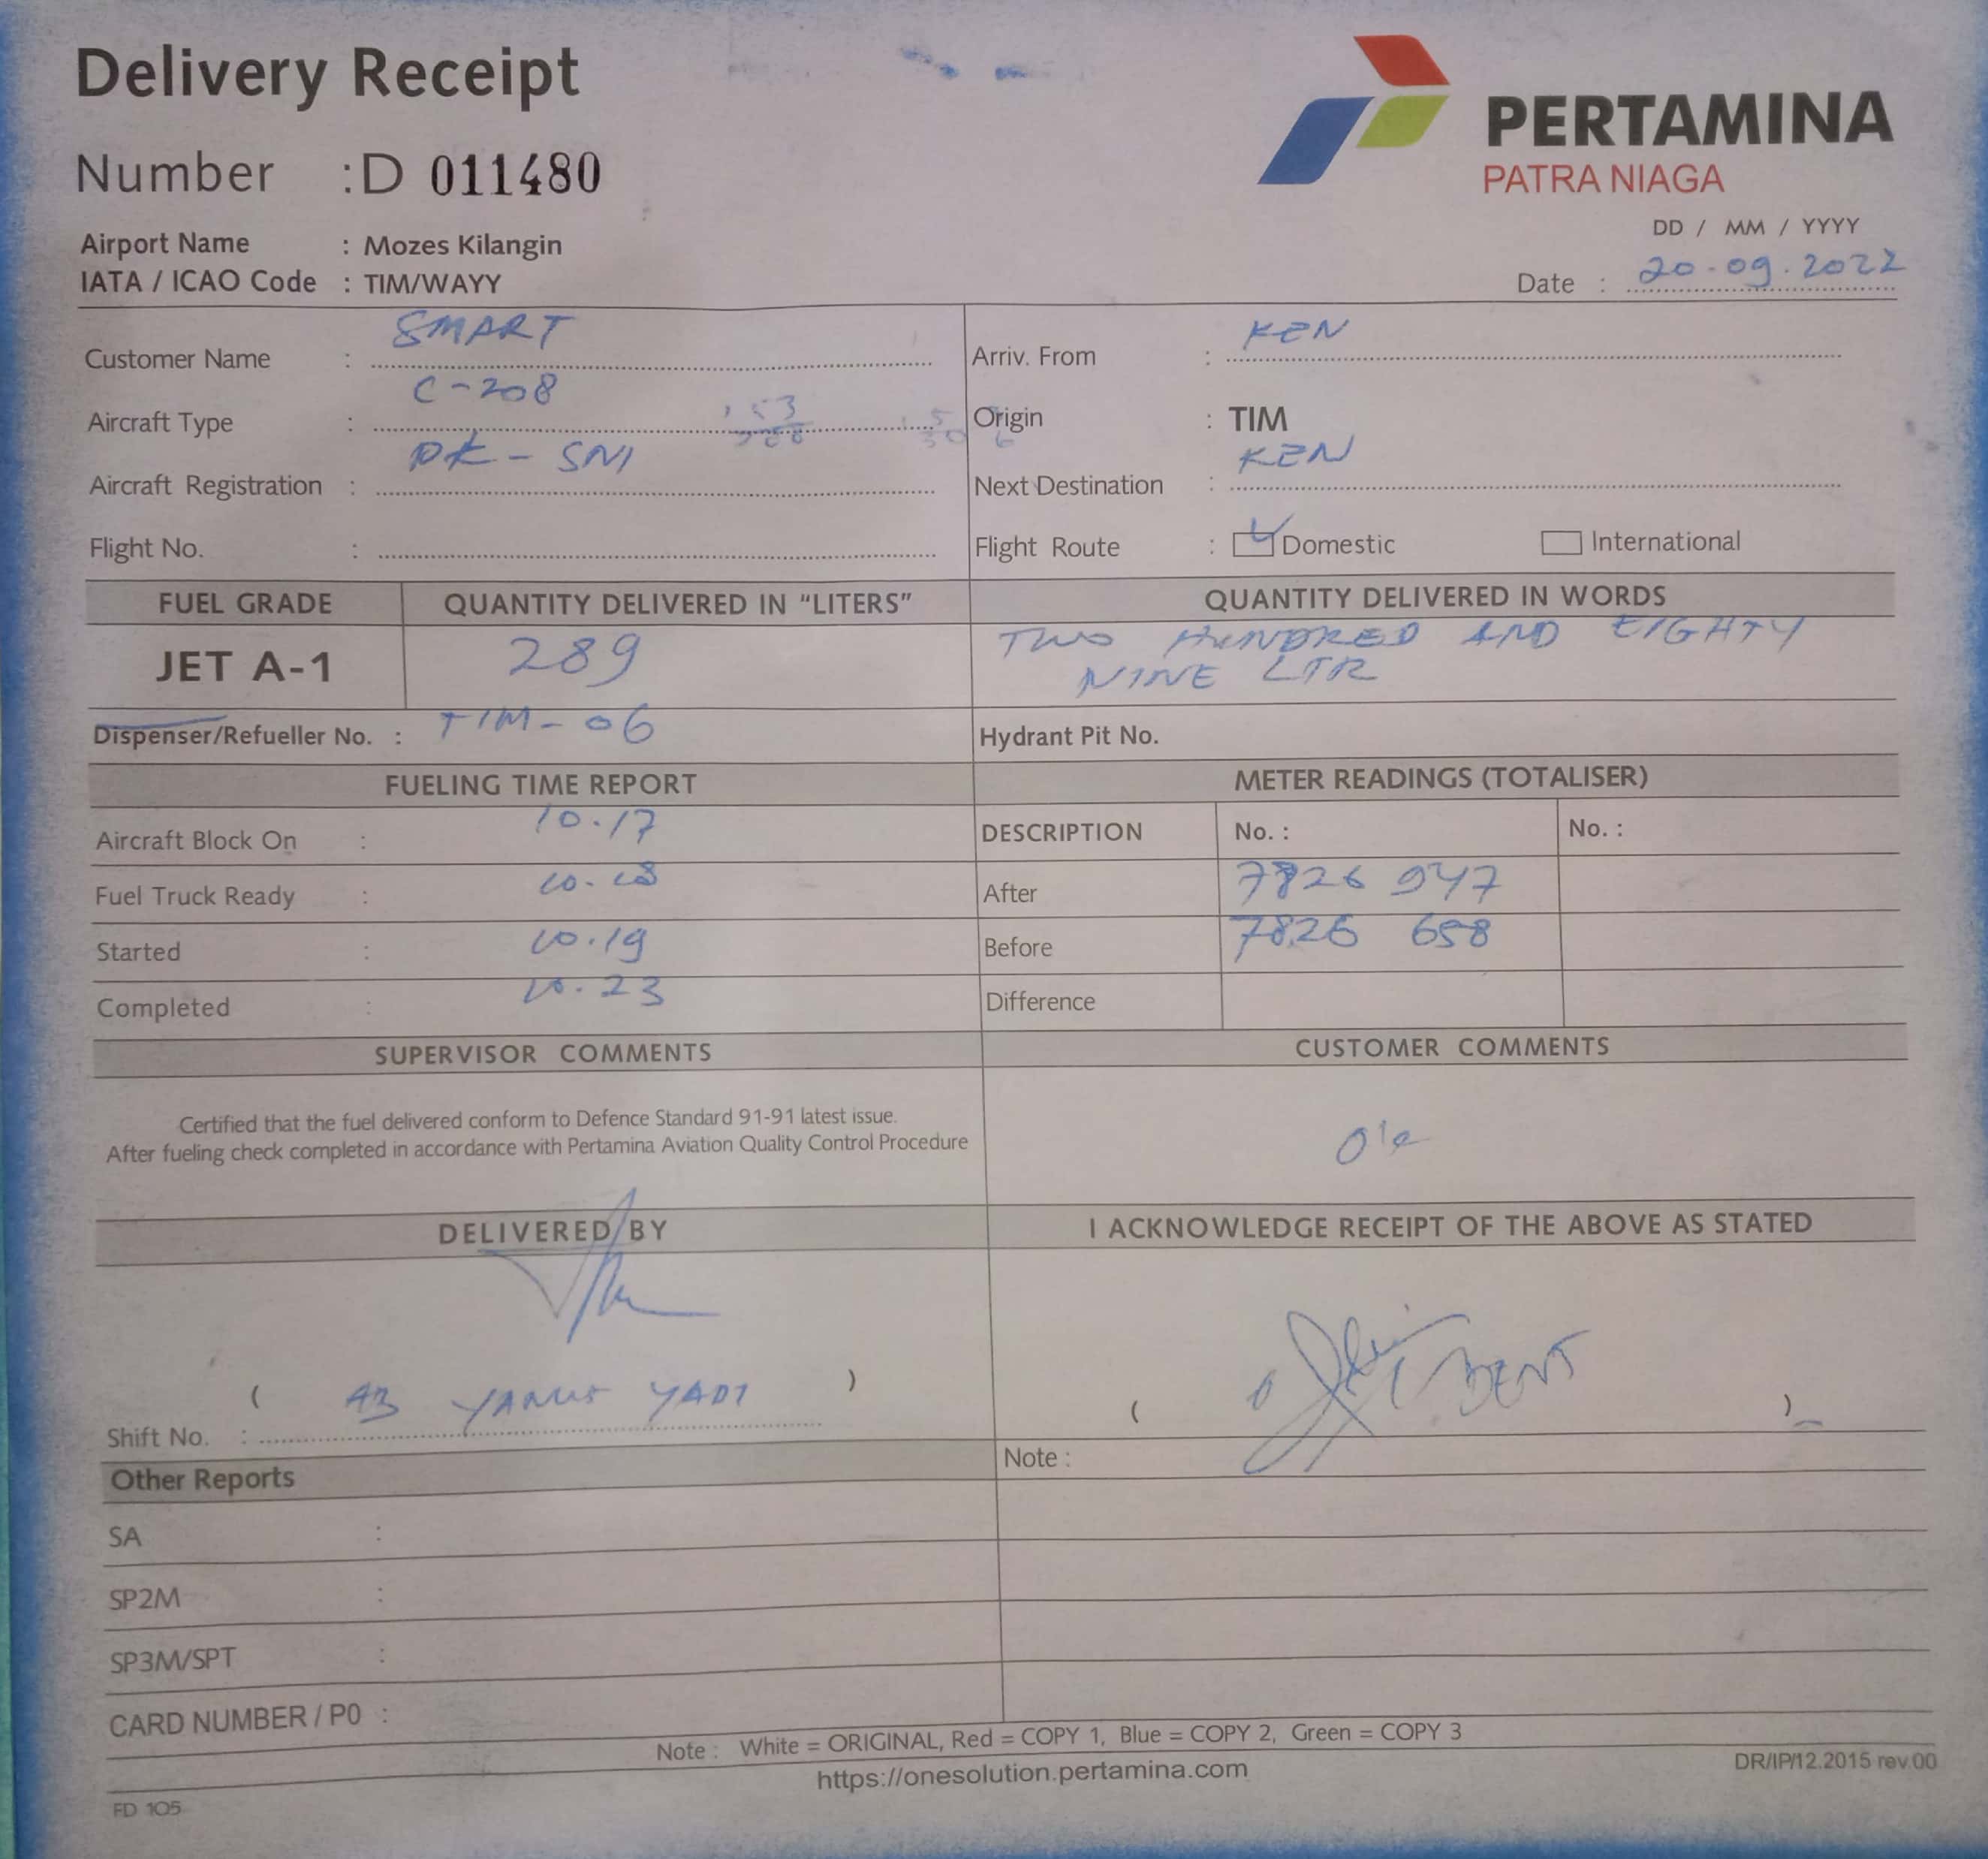 Delivery Receipt
PERTAMINA
PATRA NIAGA
Number : D 011480
DD / MM / YYYY
Airport Name : Mozes Kilangin
IATA / ICAO Code : TIM/WAYY
Date : 20.09.2022
Customer Name : SMART
Arriv. From : KEN
Aircraft Type : C-208
Origin : TIM
Aircraft Registration : PK - SNI
Next Destination : KEN
Flight No. :
Flight Route : Domestic International
FUEL GRADE QUANTITY DELIVERED IN "LITERS" QUANTITY DELIVERED IN WORDS
JET A-1 289 TWO HUNDRED AND EIGHTY
NINE LTR
Dispenser/Refueller No. : TIM - 06
Hydrant Pit No.
FUELING TIME REPORT METER READINGS (TOTALISER)
Aircraft Block On : 10.17
DESCRIPTION No. : No. :
Fuel Truck Ready : 10.18
After 7826 947
Started : 10.19
Before 7826 658
Completed : 10.23
Difference
SUPERVISOR COMMENTS CUSTOMER COMMENTS
Certified that the fuel delivered conform to Defence Standard 91-91 latest issue.
After fueling check completed in accordance with Pertamina Aviation Quality Control Procedure
DELIVERED BY I ACKNOWLEDGE RECEIPT OF THE ABOVE AS STATED
( YADI )
( )
Shift No. :
Note :
Other Reports
SA :
SP2M :
SP3M/SPT :
CARD NUMBER / P0 :
Note : White = ORIGINAL, Red = COPY 1, Blue = COPY 2, Green = COPY 3
https://onesolution.pertamina.com
DR/IP/12.2015 rev.00
FD 105